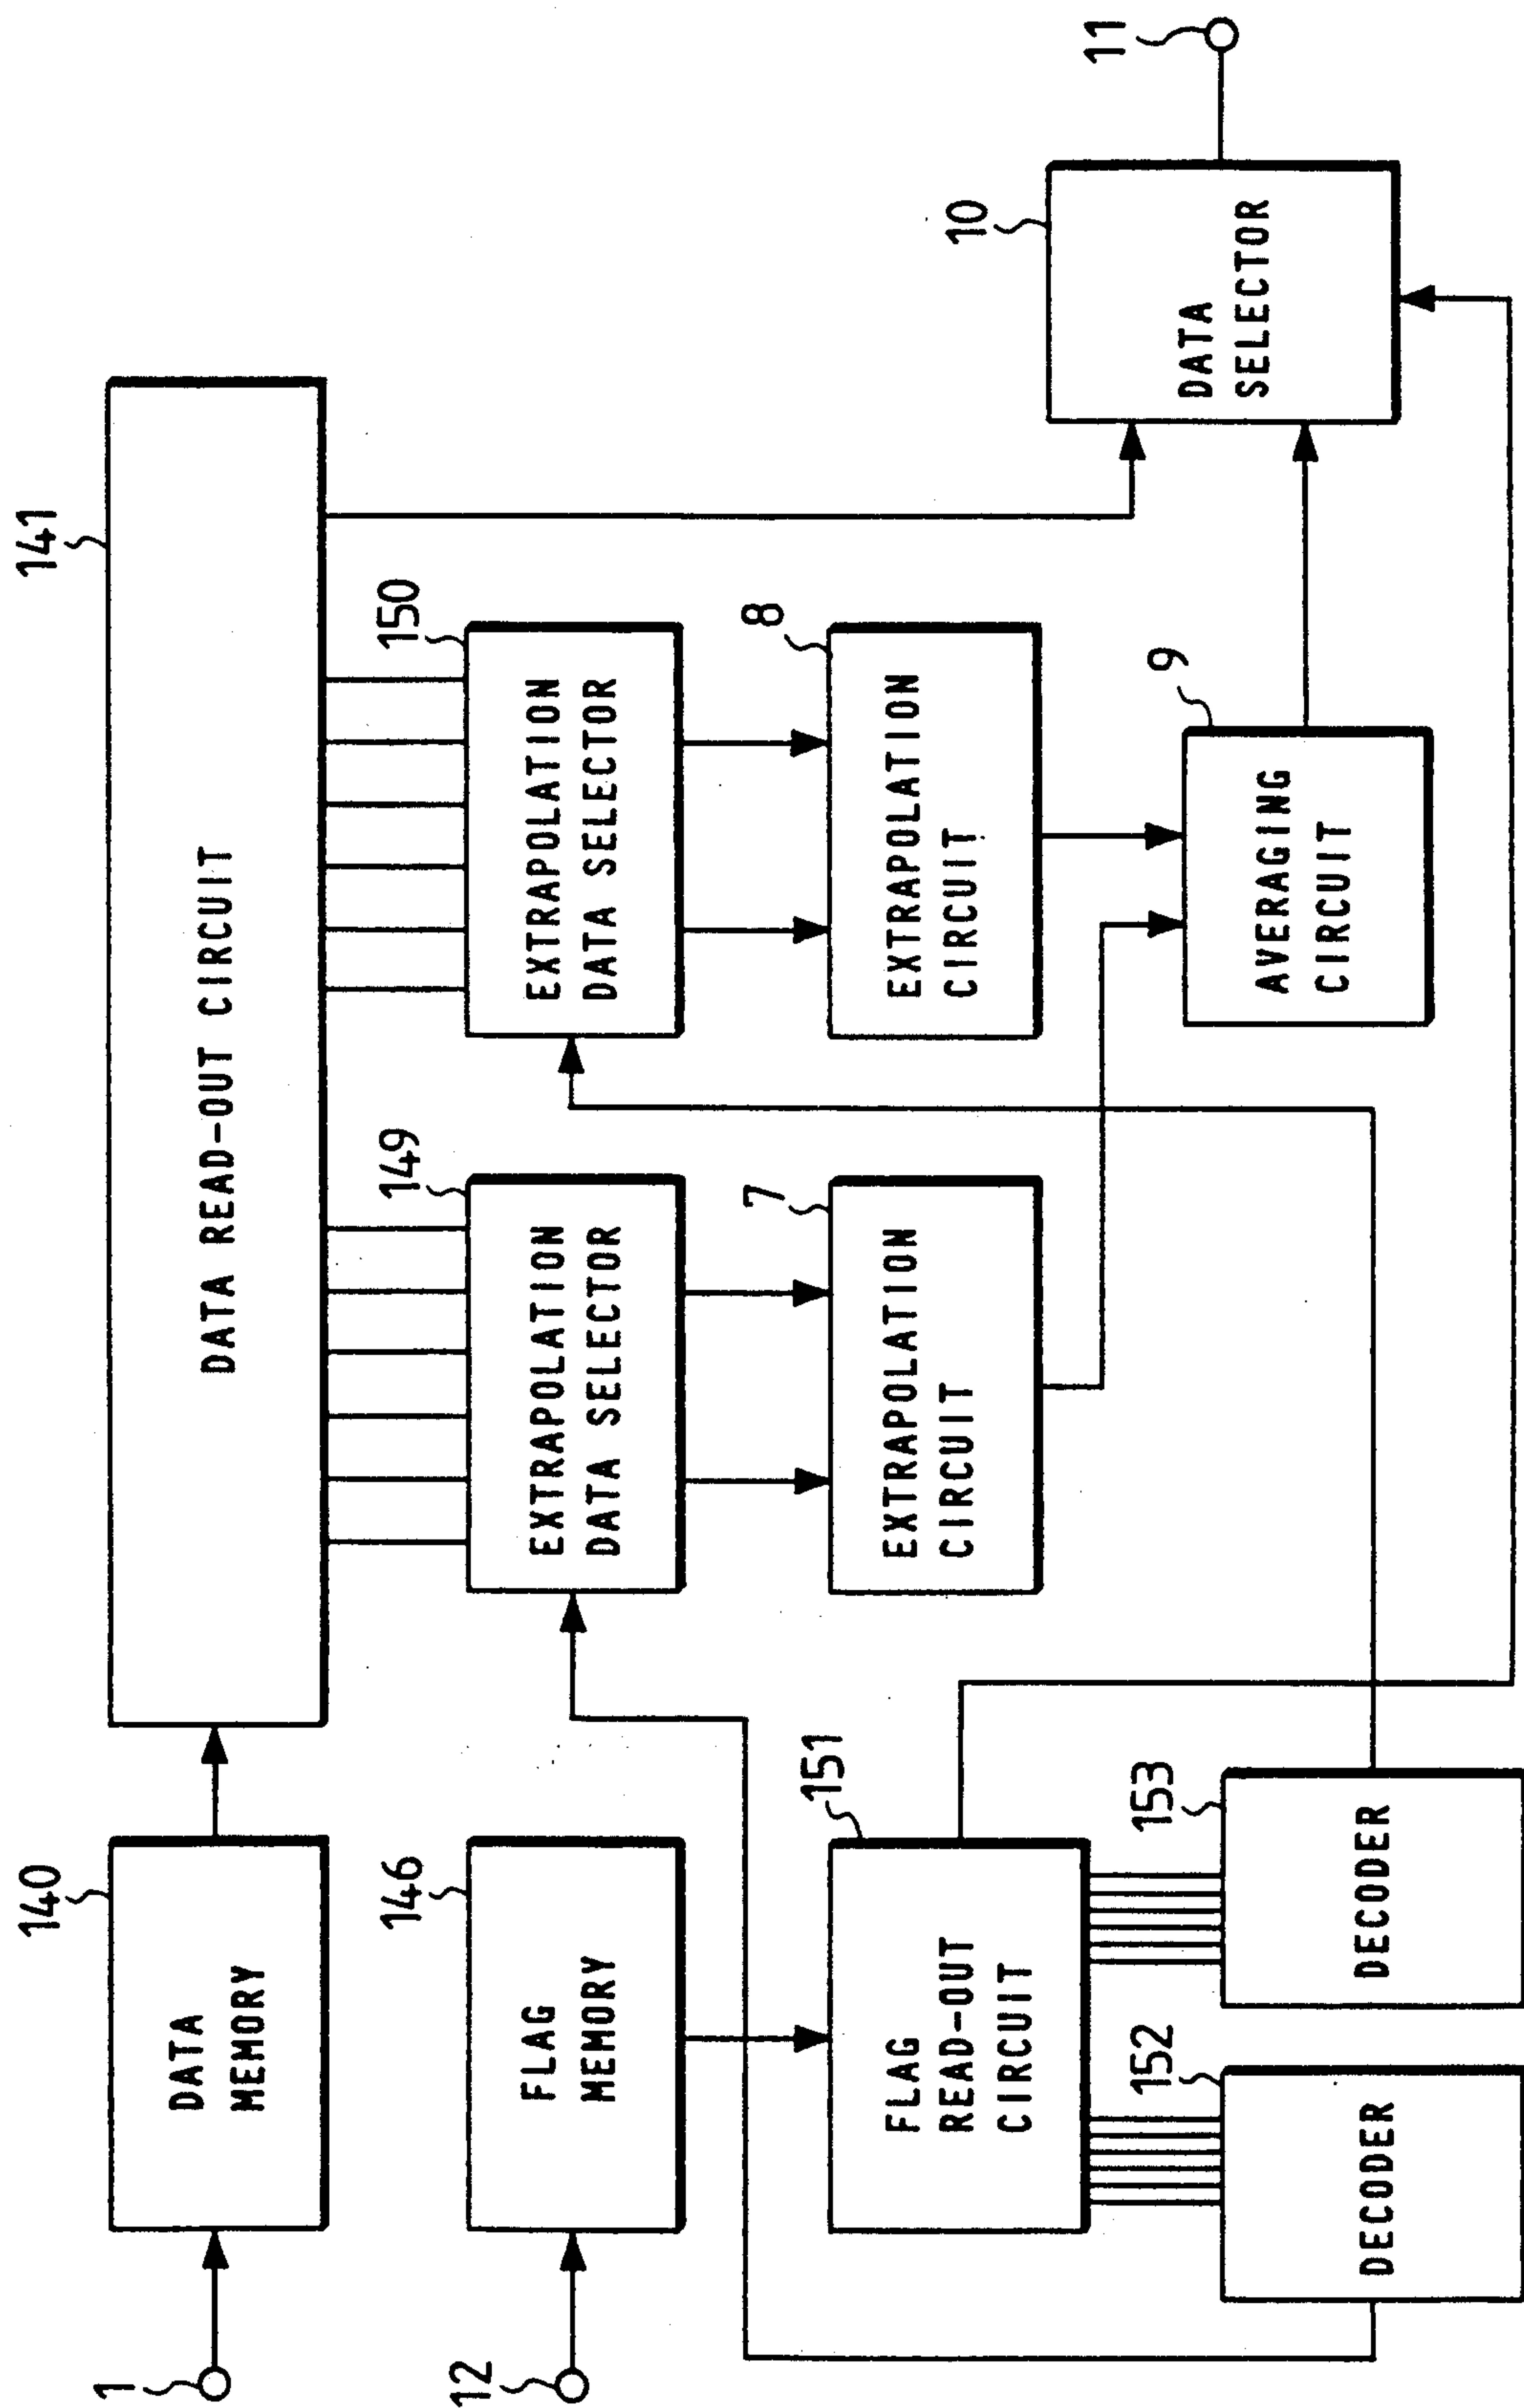 1
140
DATA
MEMORY
141
DATA READ-OUT CIRCUIT
12
146
FLAG
MEMORY
149
EXTRAPOLATION
DATA SELECTOR
150
EXTRAPOLATION
DATA SELECTOR
151
FLAG
READ-OUT
CIRCUIT
7
EXTRAPOLATION
CIRCUIT
8
EXTRAPOLATION
CIRCUIT
10
DATA
SELECTOR
11
152
DECODER
153
DECODER
9
AVERAGING
CIRCUIT